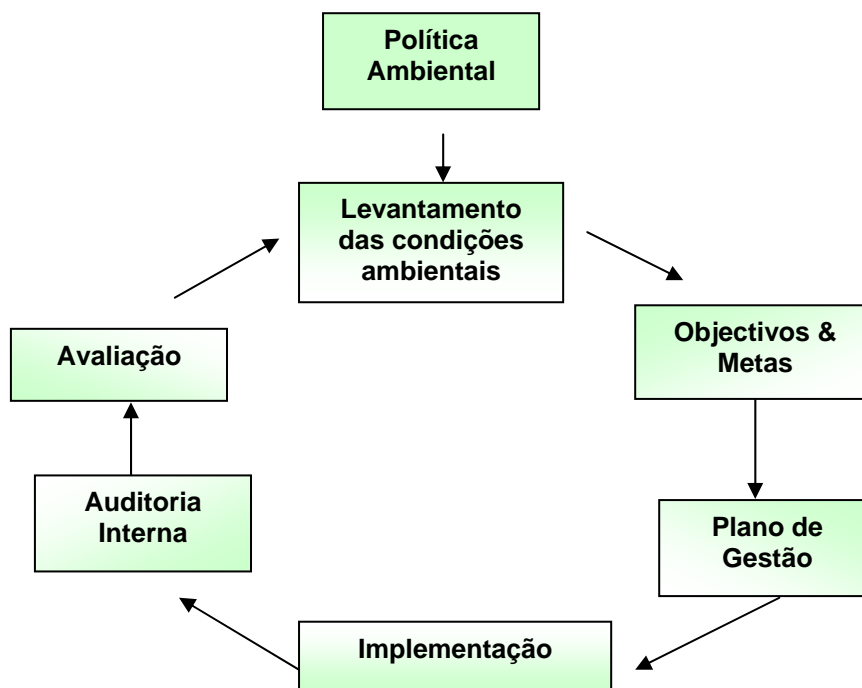 Política
Ambiental
Levantamento
das condições
ambientais
Objectivos &
Metas
Plano de
Gestão
Implementação
Auditoria
Interna
Avaliação